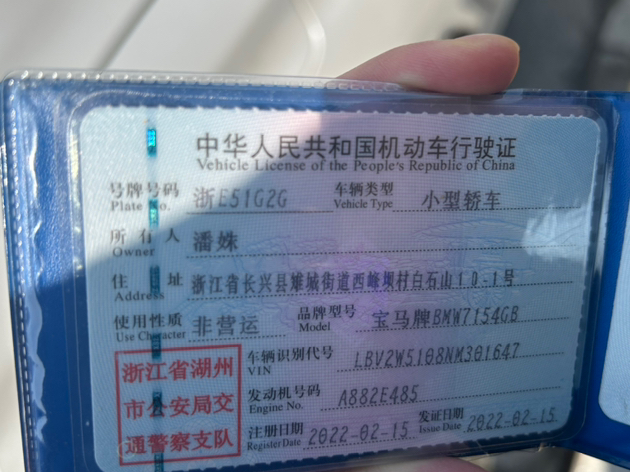 中华人民共和国机动车行驶证
Vehicle License of the People's Republic of China
号牌号码 浙E51G2G 车辆类型 小型轿车
Plate No. Vehicle Type
所有人 潘姝
Owner
住址 浙江省长兴县雉城街道西峰坝村白石山10-1号
Address
使用性质 非营运 品牌型号 宝马牌BMW7154GB
Use Character Model
浙江省湖州
市公安局交
通警察支队
车辆识别代号 LBV2W5108NM301647
VIN
发动机号码 A882E485
Engine No.
注册日期 2022-02-15 发证日期 2022-02-15
Register Date Issue Date